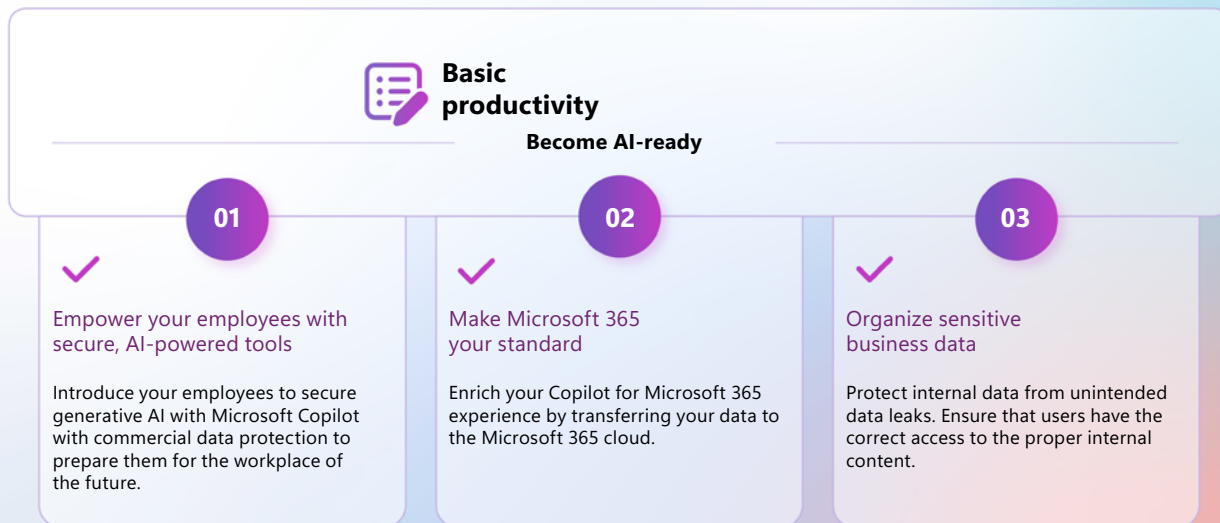 Basic
productivity
Become AI-ready
01
Empower your employees with
secure, AI-powered tools
Introduce your employees to secure
generative AI with Microsoft Copilot
with commercial data protection to
prepare them for the workplace of
the future.
02
Make Microsoft 365
your standard
Enrich your Copilot for Microsoft 365
experience by transferring your data to
the Microsoft 365 cloud.
03
Organize sensitive
business data
Protect internal data from unintended
data leaks. Ensure that users have the
correct access to the proper internal
content.